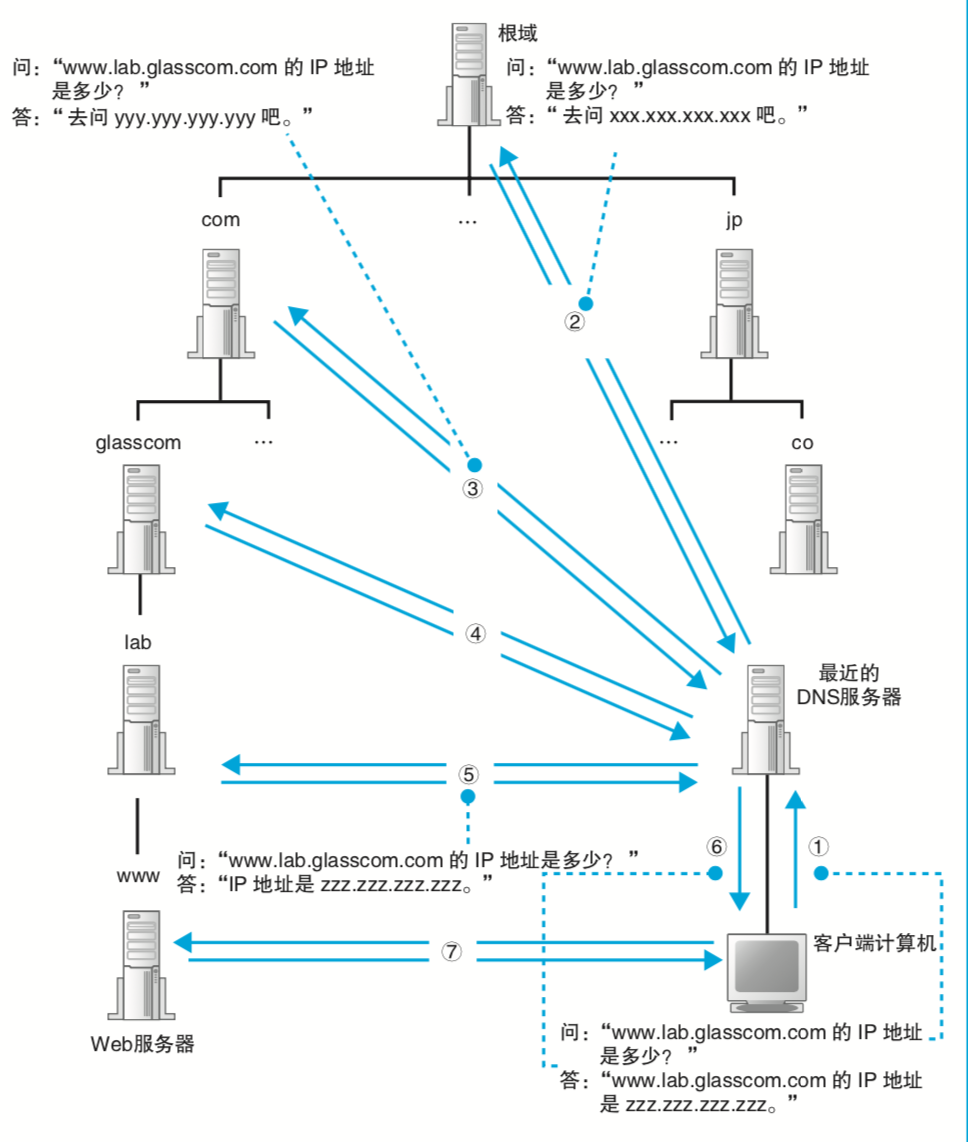 根域
问:“www.lab.glasscom.com 的 IP 地址
是多少? ”
答:“ 去问 yyy.yyy.yyy.yyy 吧。”
问:“www.lab.glasscom.com 的 IP 地址
是多少? ”
答:“ 去问 xxx.xxx.xxx.xxx 吧。”
com
...
jp
②
glasscom
...
...
co
③
④
lab
最近的
DNS服务器
⑤
⑥
①
问:“www.lab.glasscom.com 的 IP 地址是多少? ”
答:“IP 地址是 zzz.zzz.zzz.zzz。”
www
⑦
客户端计算机
Web服务器
问:“www.lab.glasscom.com 的 IP 地址
是多少? ”
答:“www.lab.glasscom.com 的 IP 地址
是 zzz.zzz.zzz.zzz。”